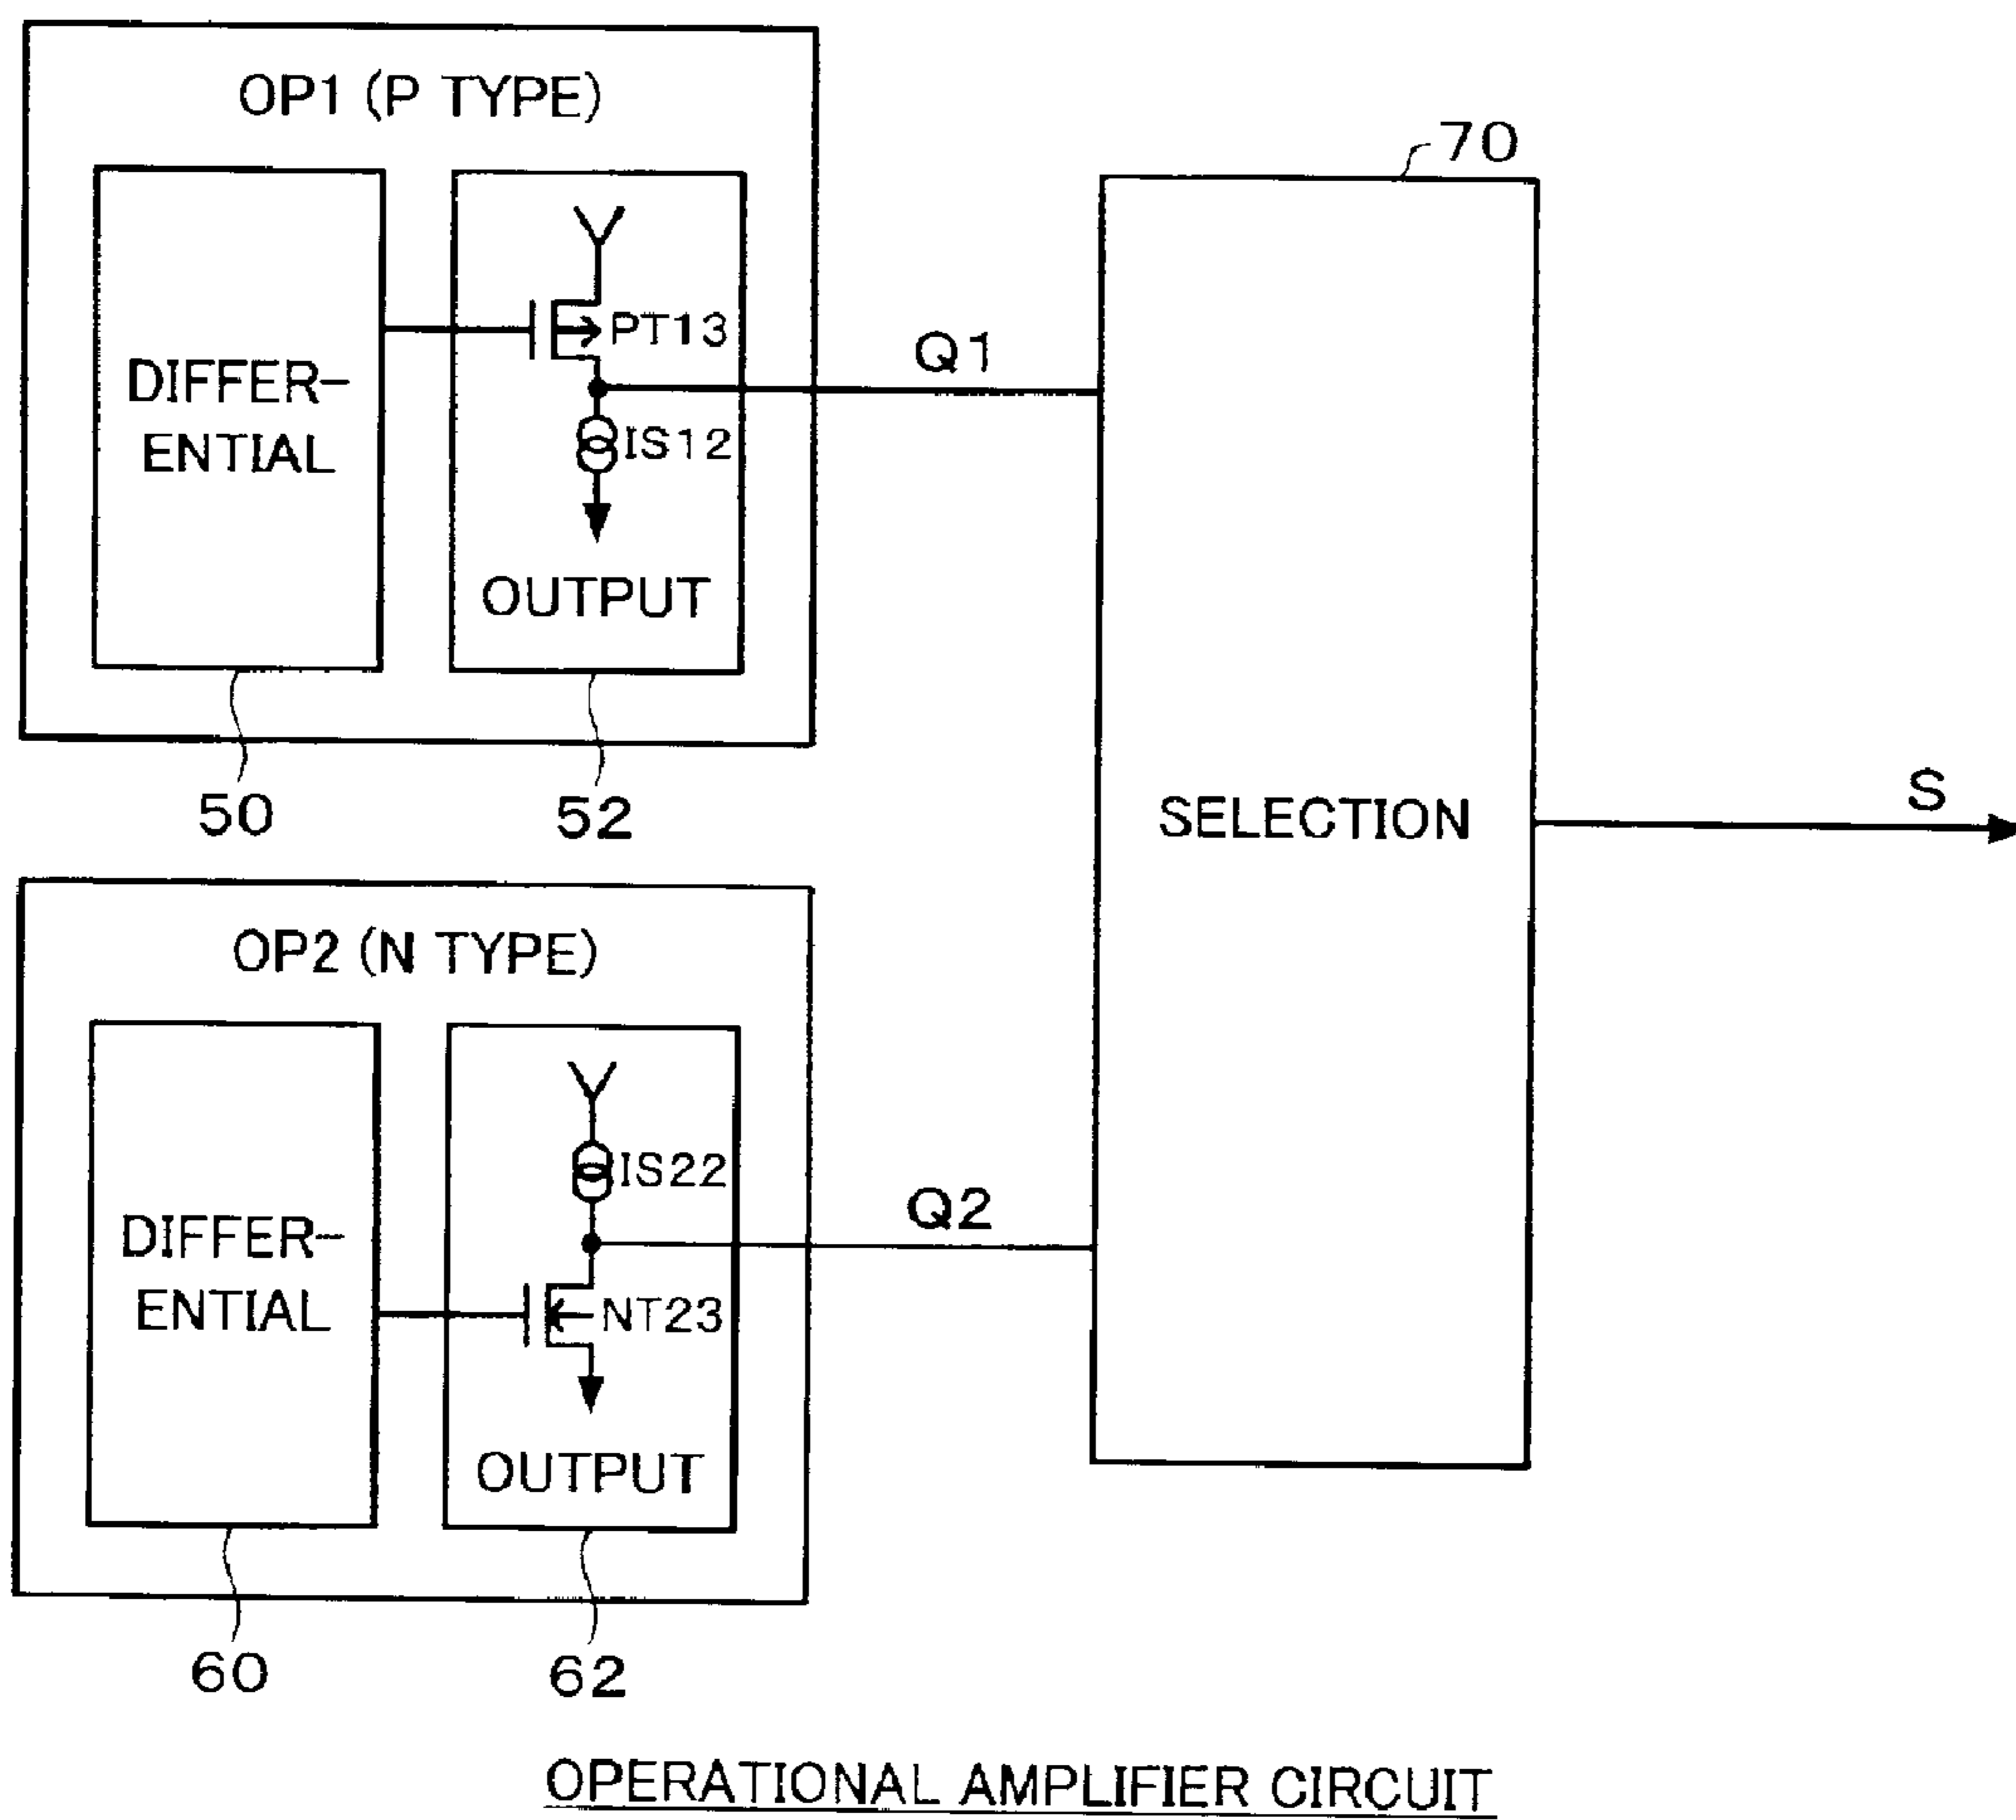 OP1 (P TYPE)
DIFFER-
ENTIAL
PT13
IS12
OUTPUT
50
52
Q1
70
SELECTION
S
OP2 (N TYPE)
DIFFER-
ENTIAL
IS22
NT23
OUTPUT
60
62
Q2
OPERATIONAL AMPLIFIER CIRCUIT